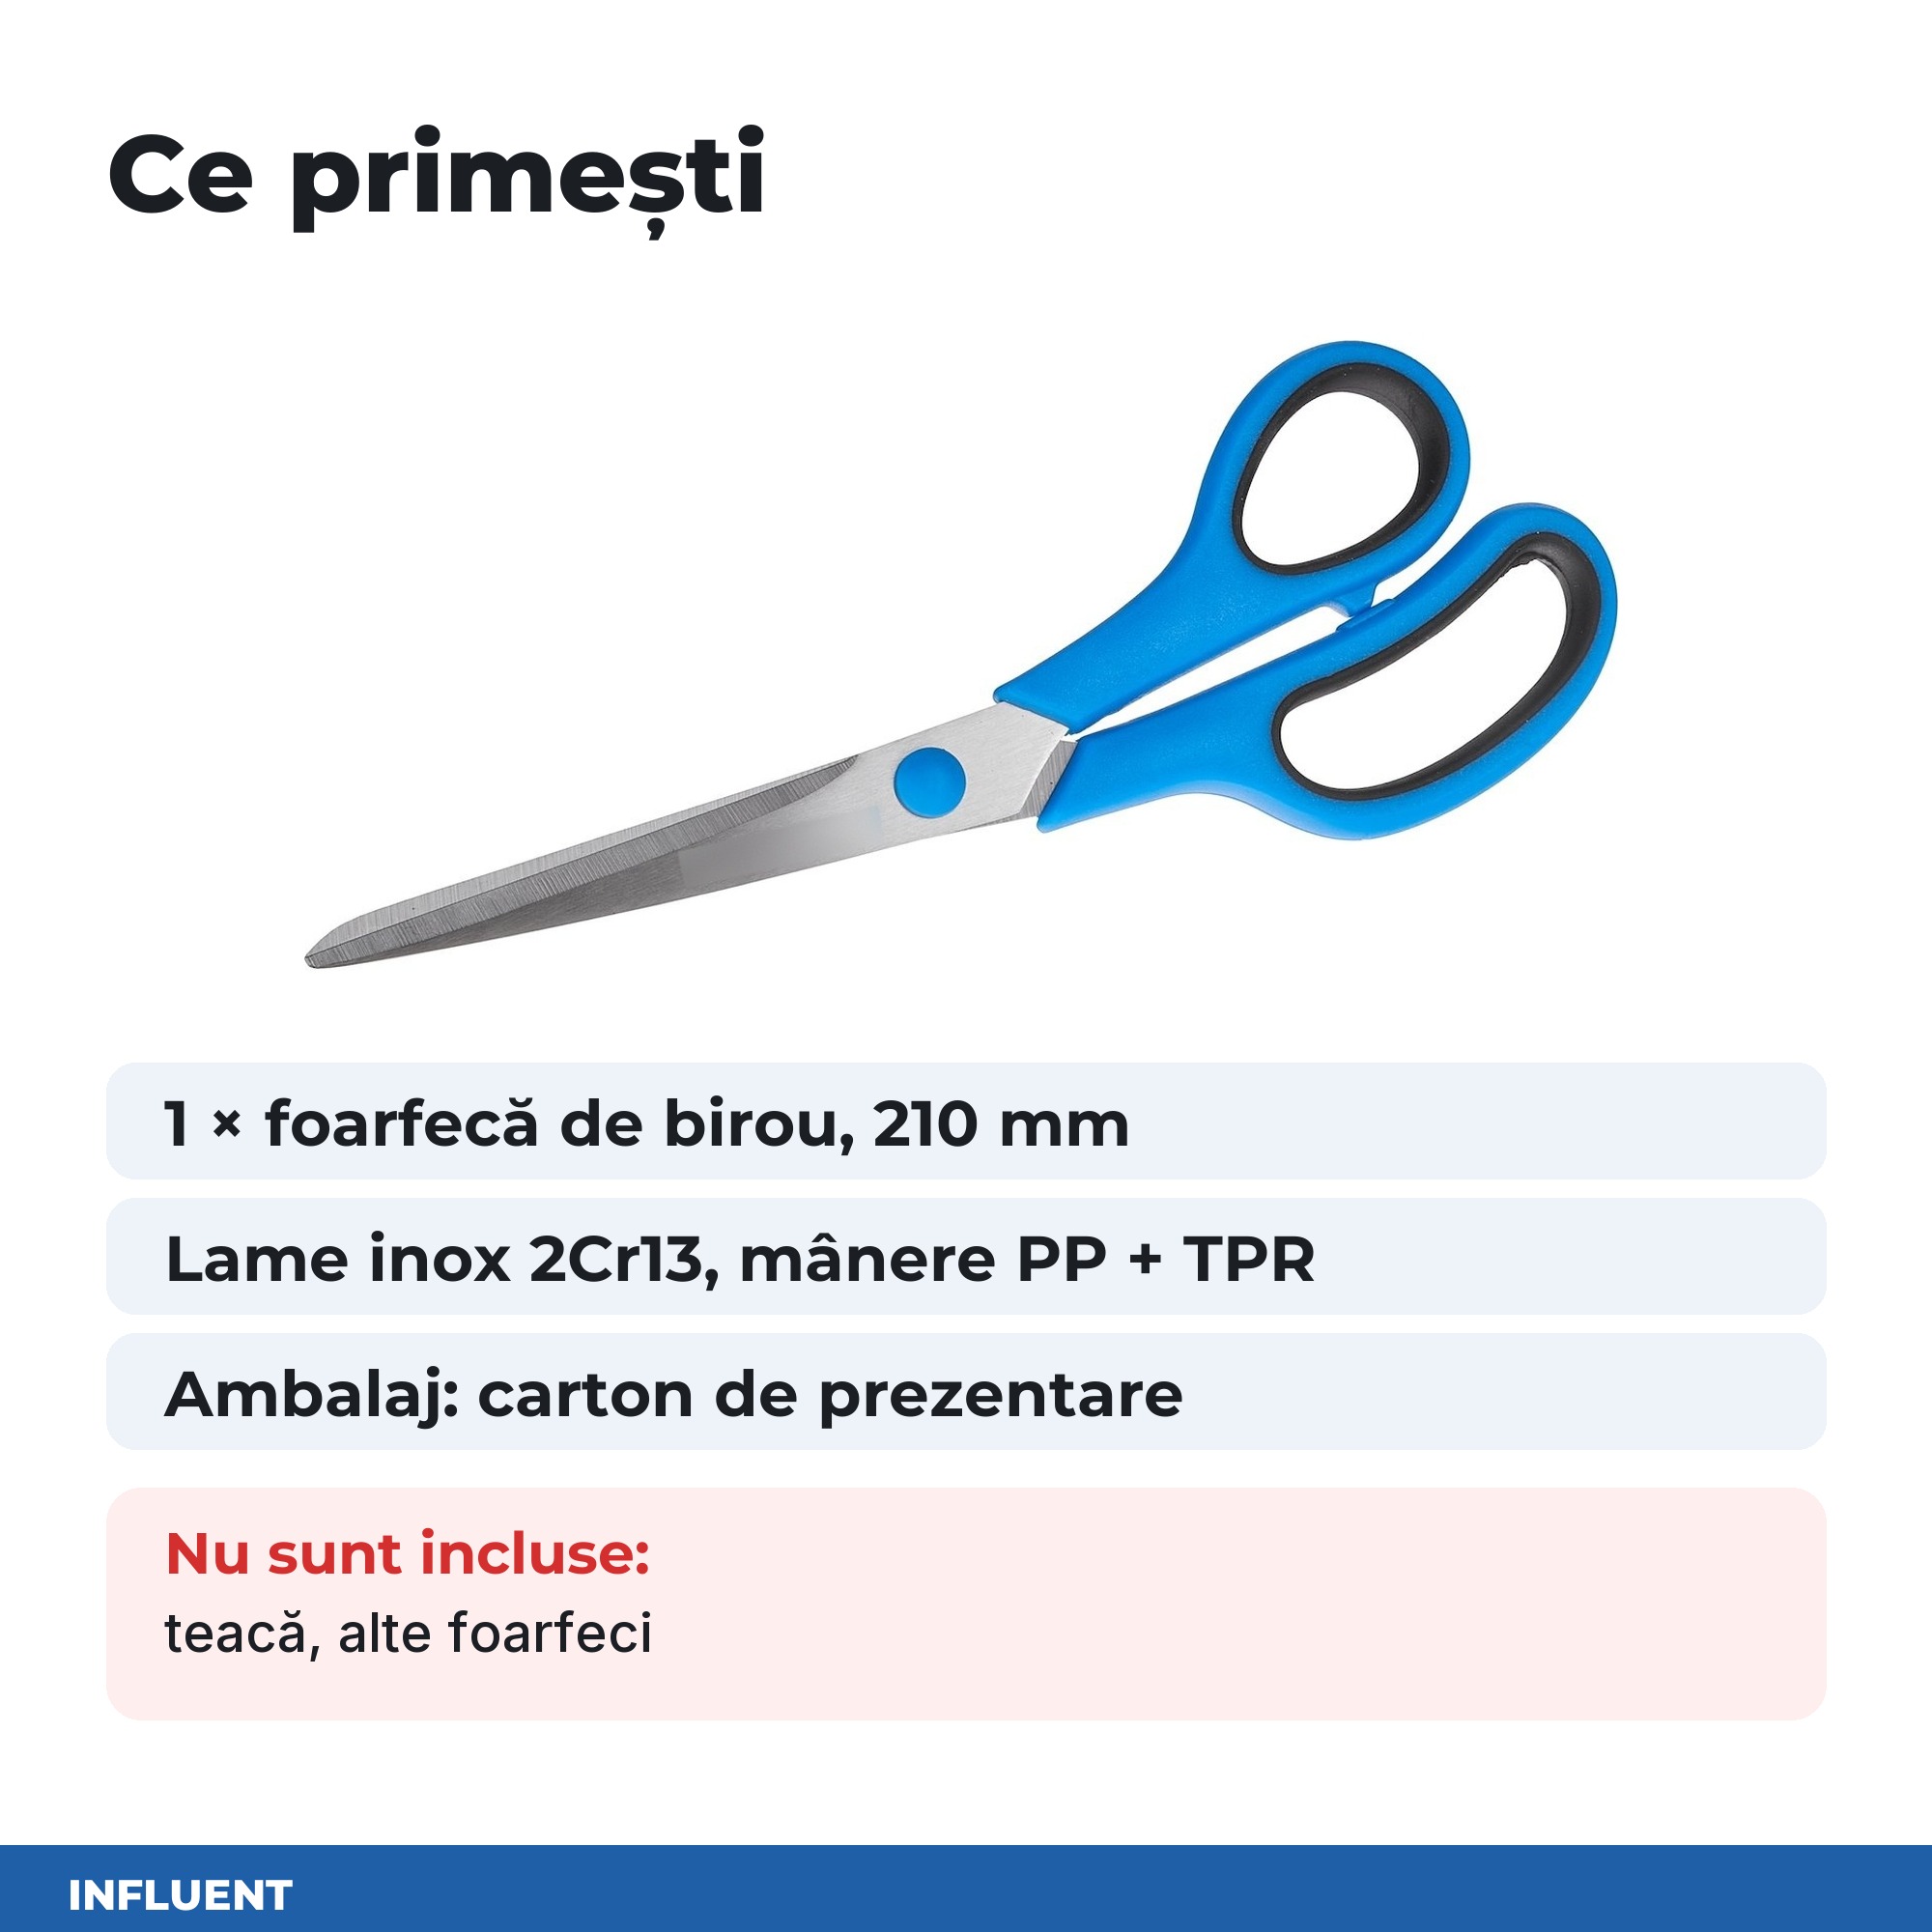 Ce primești
1 × foarfecă de birou, 210 mm
Lame inox 2Cr13, mânere PP + TPR
Ambalaj: carton de prezentare
Nu sunt incluse:
teacă, alte foarfeci
INFLUENT